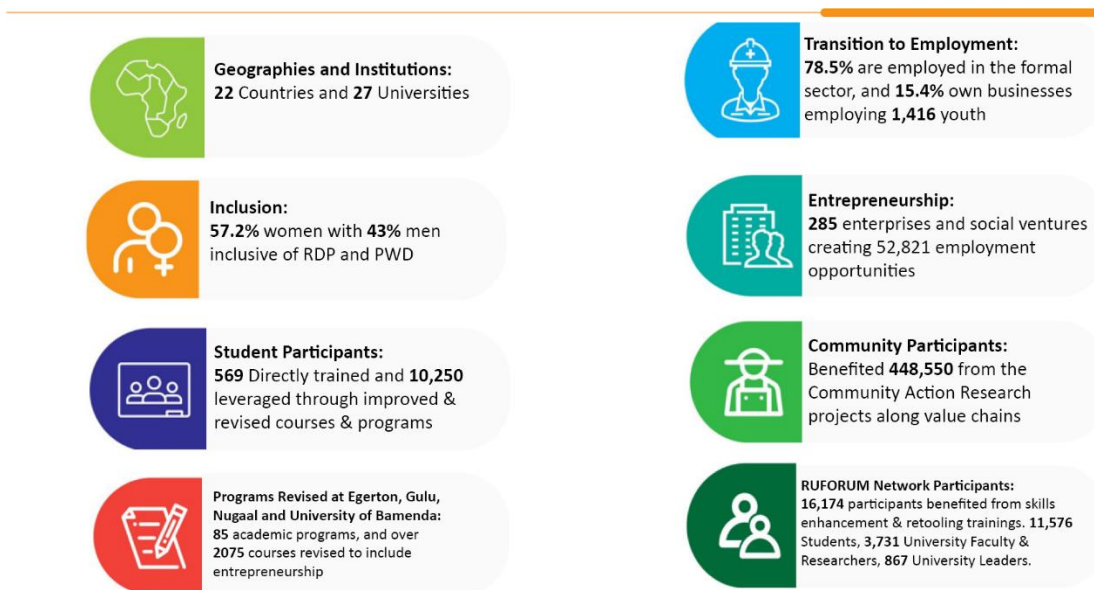 Geographies and Institutions:
22 Countries and 27 Universities
Inclusion:
57.2% women with 43% men
inclusive of RDP and PWD
Student Participants:
569 Directly trained and 10,250
leveraged through improved &
revised courses & programs
Programs Revised at Egerton, Gulu,
Nugaal and University of Bamenda:
85 academic programs, and over
2075 courses revised to include
entrepreneurship
Transition to Employment:
78.5% are employed in the formal
sector, and 15.4% own businesses
employing 1,416 youth
Entrepreneurship:
285 enterprises and social ventures
creating 52,821 employment
opportunities
Community Participants:
Benefited 448,550 from the
Community Action Research
projects along value chains
RUFORUM Network Participants:
16,174 participants benefited from skills
enhancement & retooling trainings. 11,576
Students, 3,731 University Faculty &
Researchers, 867 University Leaders.